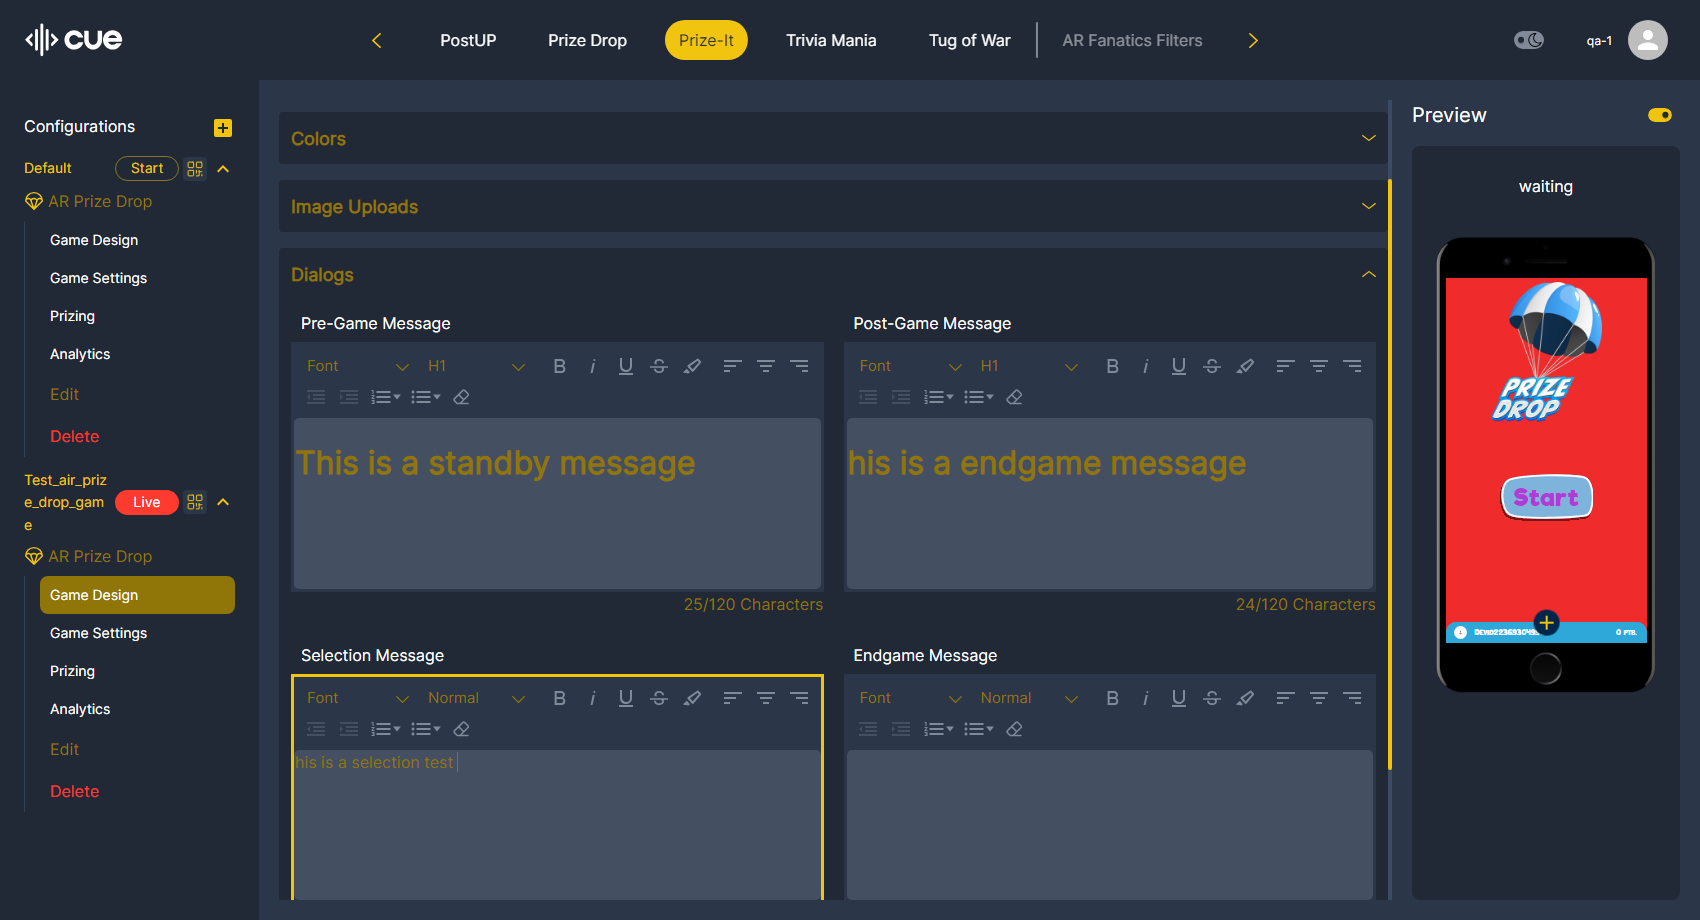 cue
PostUP
Prize Drop
Prize-It
Trivia Mania
Tug of War
AR Fanatics Filters
qa-1
Configurations
Default
Start
AR Prize Drop
Game Design
Game Settings
Prizing
Analytics
Edit
Delete
Test_air_priz
e_drop_gam
e
Live
AR Prize Drop
Game Design
Game Settings
Prizing
Analytics
Edit
Delete
Colors
Image Uploads
Dialogs
Pre-Game Message
Font
H1
This is a standby message
25/120 Characters
Post-Game Message
Font
H1
his is a endgame message
24/120 Characters
Selection Message
Font
Normal
his is a selection test
Endgame Message
Font
Normal
Preview
waiting
PRIZE
DROP
Start
0 PTS.